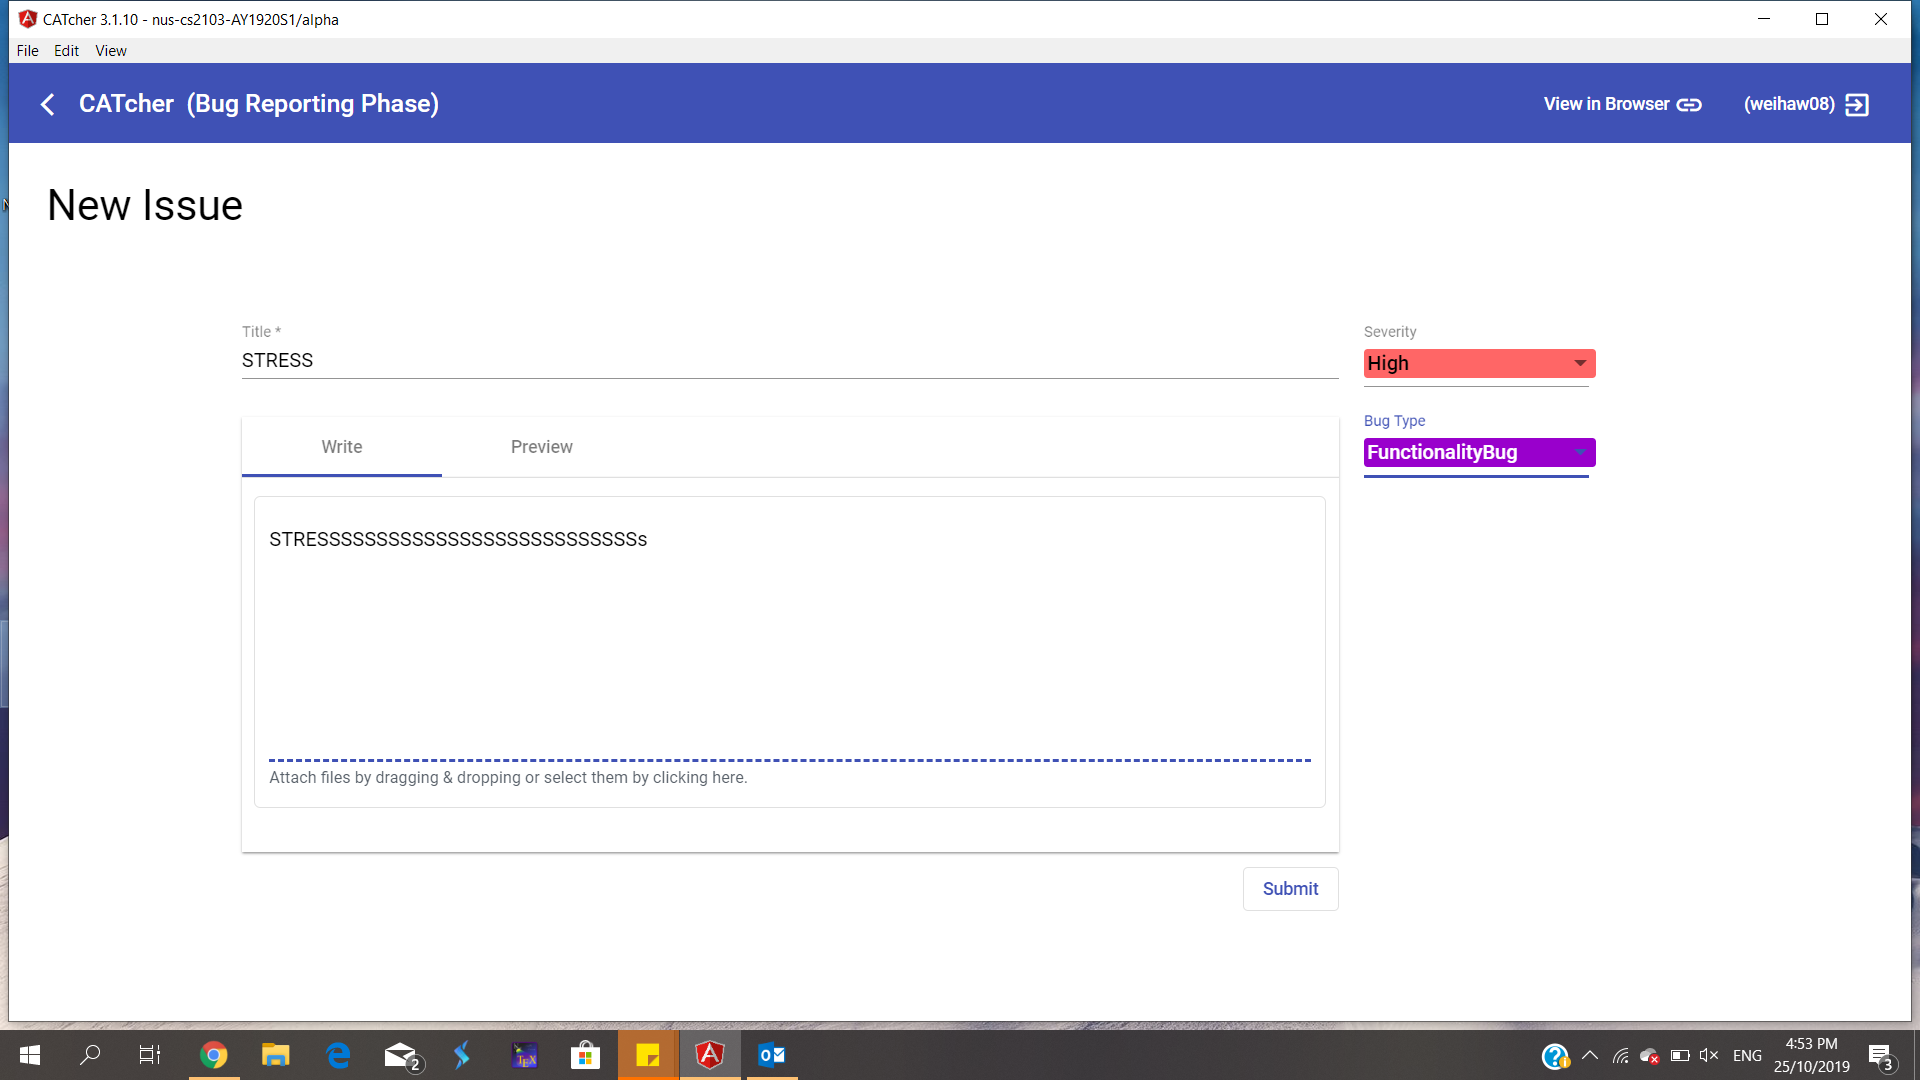 CATcher 3.1.10 - nus-cs2103-AY1920S1/alpha
File Edit View
CATcher (Bug Reporting Phase)
View in Browser
(weihaw08)
New Issue
Title *
STRESS
Severity
High
Bug Type
FunctionalityBug
Write
Preview
STRESSSSSSSSSSSSSSSSSSSSSSSSSSSs
Attach files by dragging & dropping or select them by clicking here.
Submit
2
TEX
ENG
4:53 PM
25/10/2019
3